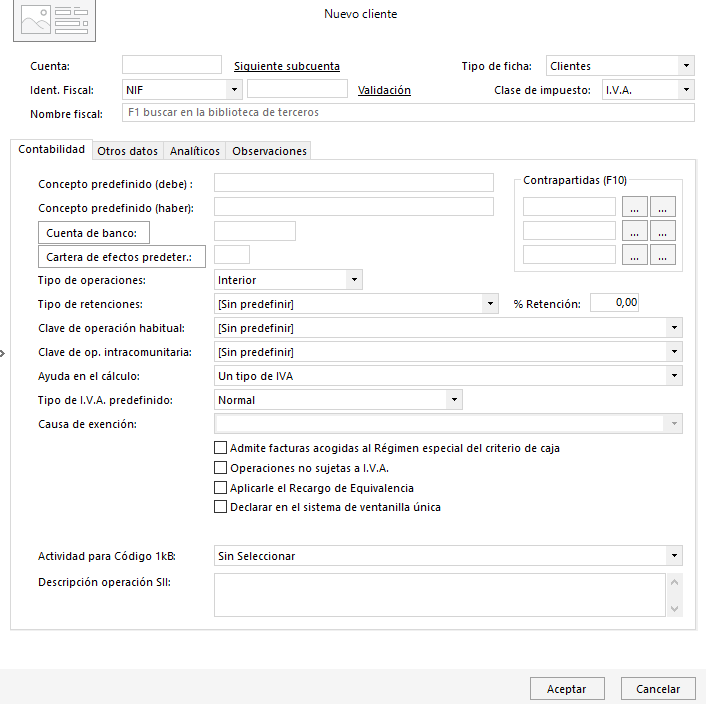 Nuevo cliente
Cuenta: Siguiente subcuenta Tipo de ficha: Clientes
Ident. Fiscal: NIF Validación Clase de impuesto: I.V.A.
Nombre fiscal: F1 buscar en la biblioteca de terceros
Contabilidad Otros datos Analíticos Observaciones
Concepto predefinido (debe) : Contrapartidas (F10)
Concepto predefinido (haber): ... ...
Cuenta de banco: ... ...
Cartera de efectos predeter.: ... ...
Tipo de operaciones: Interior
Tipo de retenciones: [Sin predefinir] % Retención: 0,00
Clave de operación habitual: [Sin predefinir]
Clave de op. intracomunitaria: [Sin predefinir]
Ayuda en el cálculo: Un tipo de IVA
Tipo de I.V.A. predefinido: Normal
Causa de exención:
Admite facturas acogidas al Régimen especial del criterio de caja
Operaciones no sujetas a I.V.A.
Aplicarle el Recargo de Equivalencia
Declarar en el sistema de ventanilla única
Actividad para Código 1kB: Sin Seleccionar
Descripción operación SII:
Aceptar Cancelar